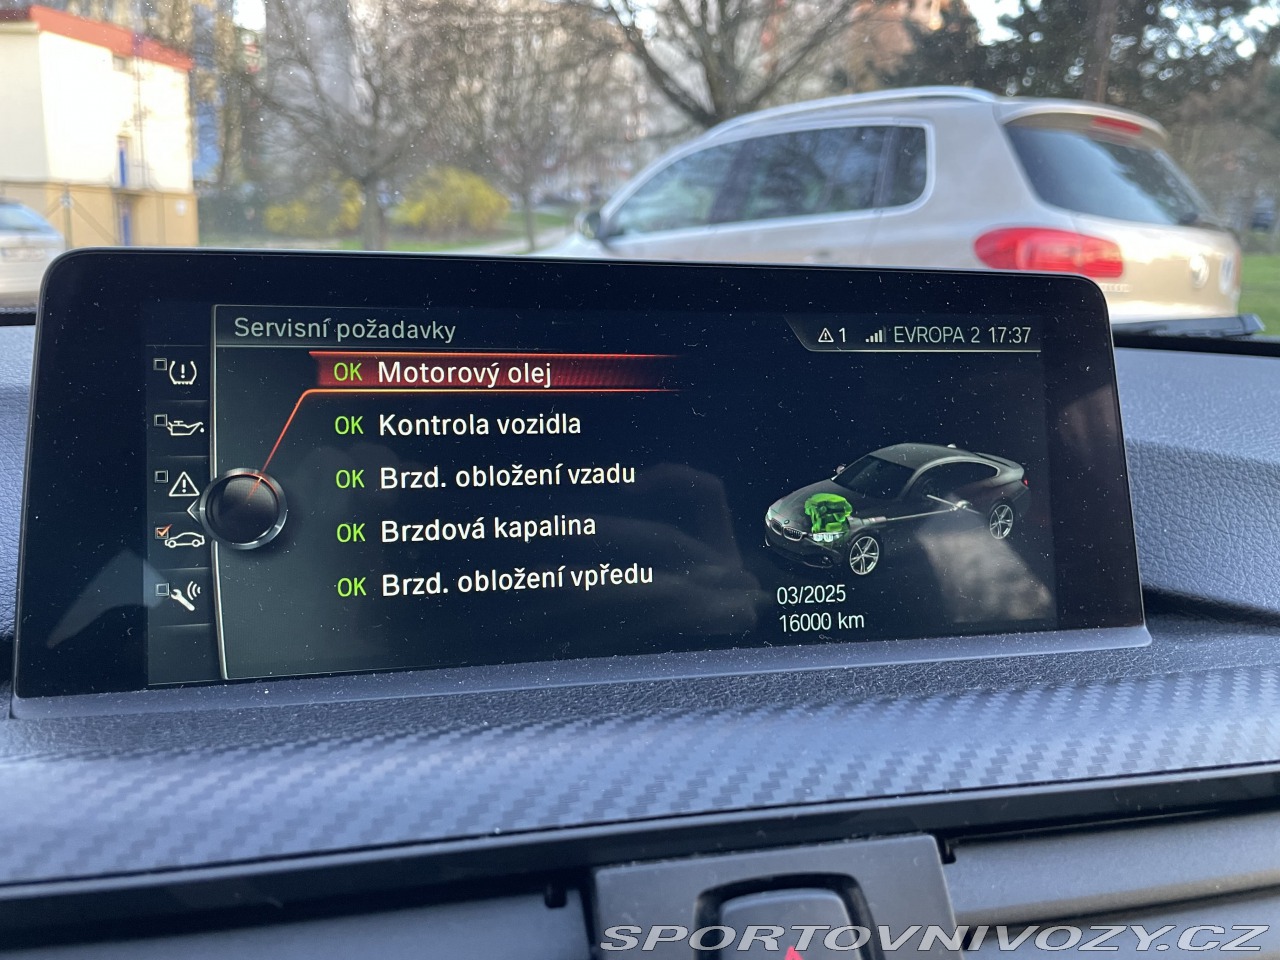 Servisní požadavky
1 EVROPA 2 17:37
OK Motorový olej
OK Kontrola vozidla
OK Brzd. obložení vzadu
OK Brzdová kapalina
OK Brzd. obložení vpředu
03/2025
16000 km
SPORTOVNIVOZY.CZ